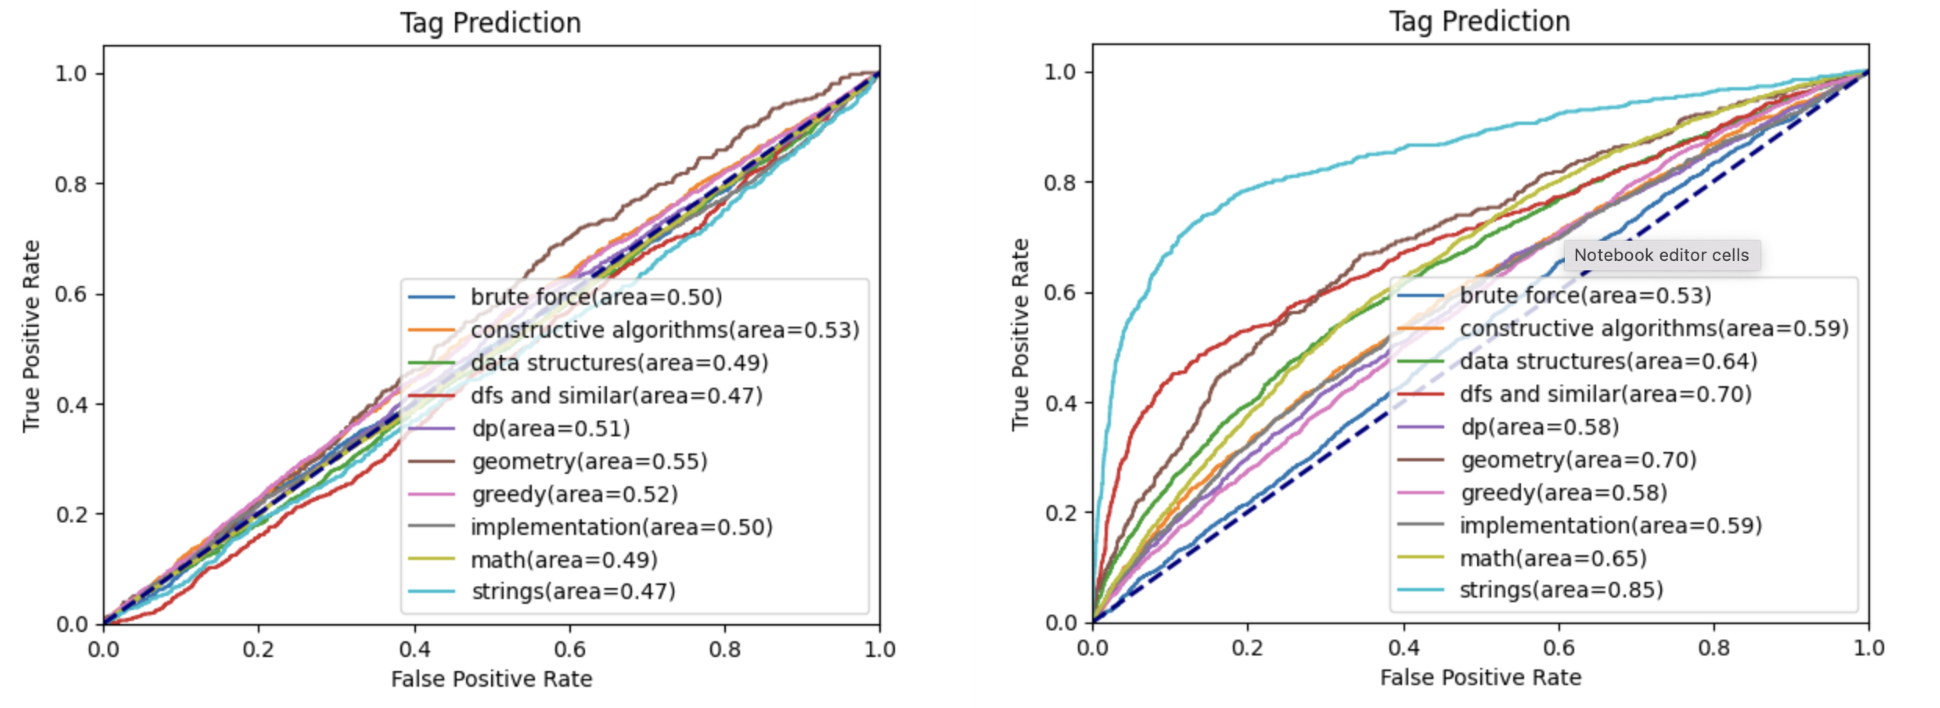 Tag Prediction
True Positive Rate
1.0
0.8
0.6
0.4
0.2
0.0
brute force(area=0.50)
constructive algorithms(area=0.53)
data structures(area=0.49)
dfs and similar(area=0.47)
dp(area=0.51)
geometry(area=0.55)
greedy(area=0.52)
implementation(area=0.50)
math(area=0.49)
strings(area=0.47)
0.0 0.2 0.4 0.6 0.8 1.0
False Positive Rate
Tag Prediction
True Positive Rate
1.0
0.8
0.6
0.4
0.2
0.0
Notebook editor cells
brute force(area=0.53)
constructive algorithms(area=0.59)
data structures(area=0.64)
dfs and similar(area=0.70)
dp(area=0.58)
geometry(area=0.70)
greedy(area=0.58)
implementation(area=0.59)
math(area=0.65)
strings(area=0.85)
0.0 0.2 0.4 0.6 0.8 1.0
False Positive Rate